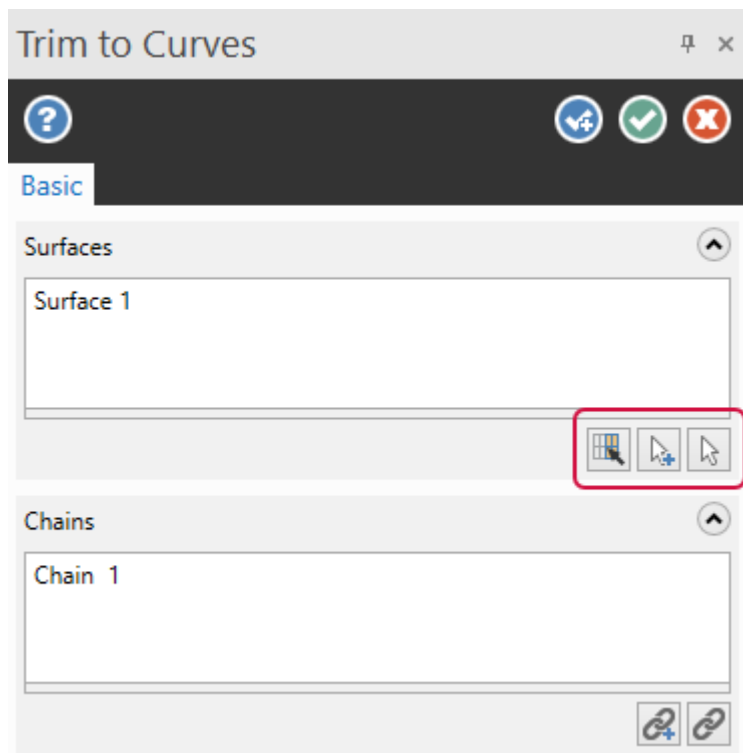 Trim to Curves
Basic
Surfaces
Surface 1
Chains
Chain 1